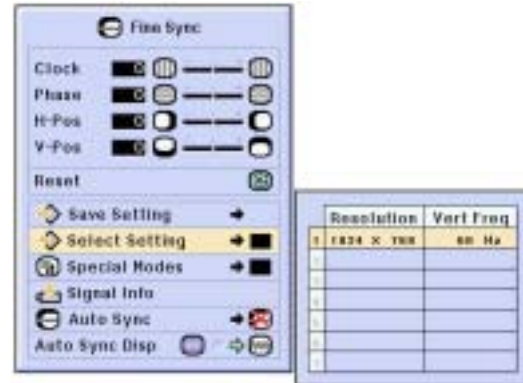 Fine Sync
Clock
Phase
H-Pos
V-Pos
Reset
Save Setting
Select Setting
Special Modes
Signal Info
Auto Sync
Auto Sync Disp
Resolution Vert Freq
1 1024 X 768 60 Hz